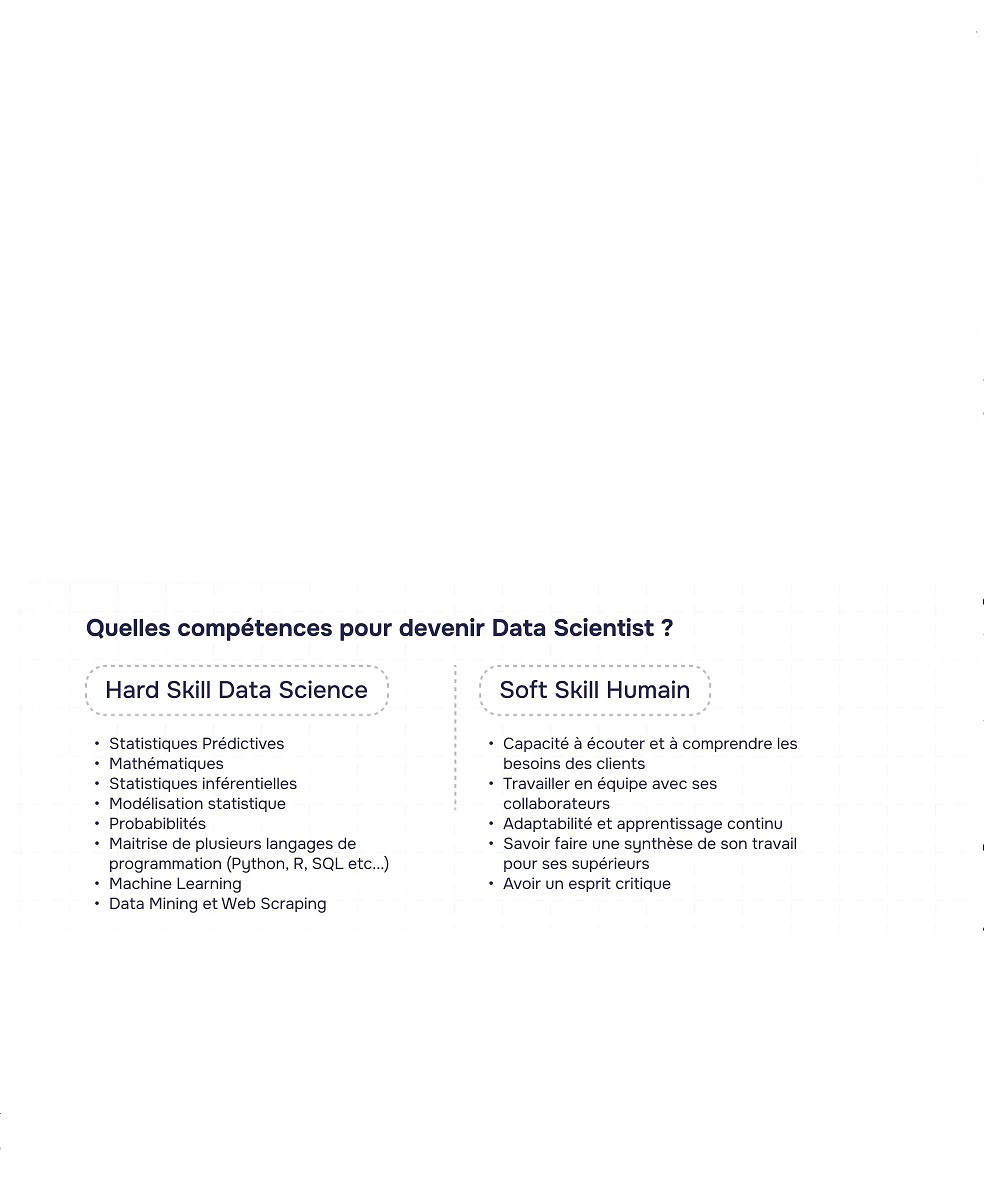 Quelles compétences pour devenir Data Scientist ?
Hard Skill Data Science
• Statistiques Prédictives
• Mathématiques
• Statistiques inférentielles
• Modélisation statistique
• Probabiblités
• Maitrise de plusieurs langages de
programmation (Python, R, SQL etc...)
• Machine Learning
• Data Mining et Web Scraping
Soft Skill Humain
• Capacité à écouter et à comprendre les
besoins des clients
• Travailler en équipe avec ses
collaborateurs
• Adaptabilité et apprentissage continu
• Savoir faire une synthèse de son travail
pour ses supérieurs
• Avoir un esprit critique